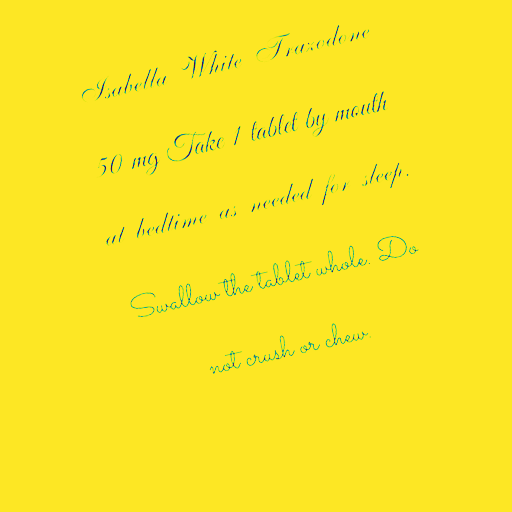 Isabella White Trazodone
50 mg Take 1 tablet by mouth
at bedtime as needed for sleep.
Swallow the tablet whole. Do
not crush or chew.